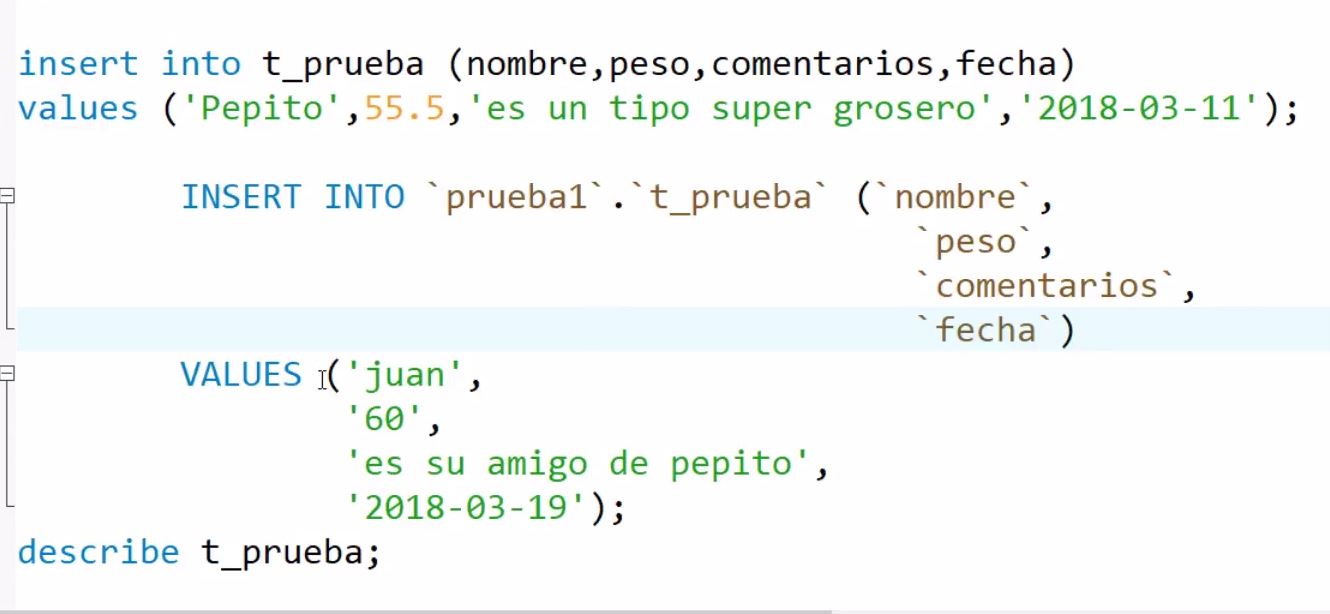 insert into t_prueba (nombre,peso,comentarios,fecha)
values ('Pepito',55.5,'es un tipo super grosero','2018-03-11');
INSERT INTO `prueba1`.`t_prueba` (`nombre`,
`peso`,
`comentarios`,
`fecha`)
VALUES ('juan',
'60',
'es su amigo de pepito',
'2018-03-19');
describe t_prueba;